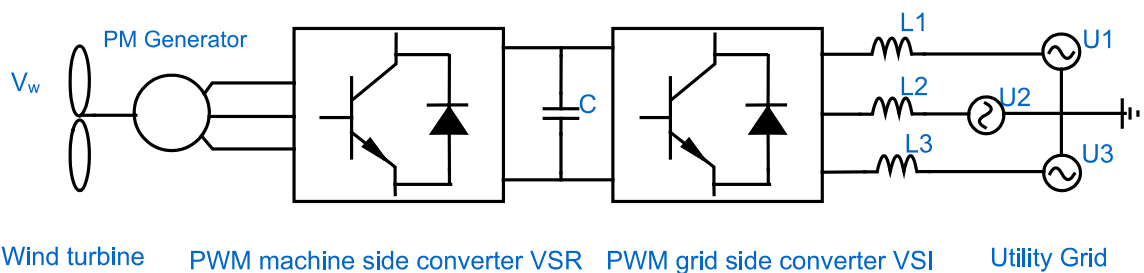 PM Generator
L1
U1
Vw
L2
U2
C
L3
U3
Wind turbine
PWM machine side converter VSR
PWM grid side converter VSI
Utility Grid